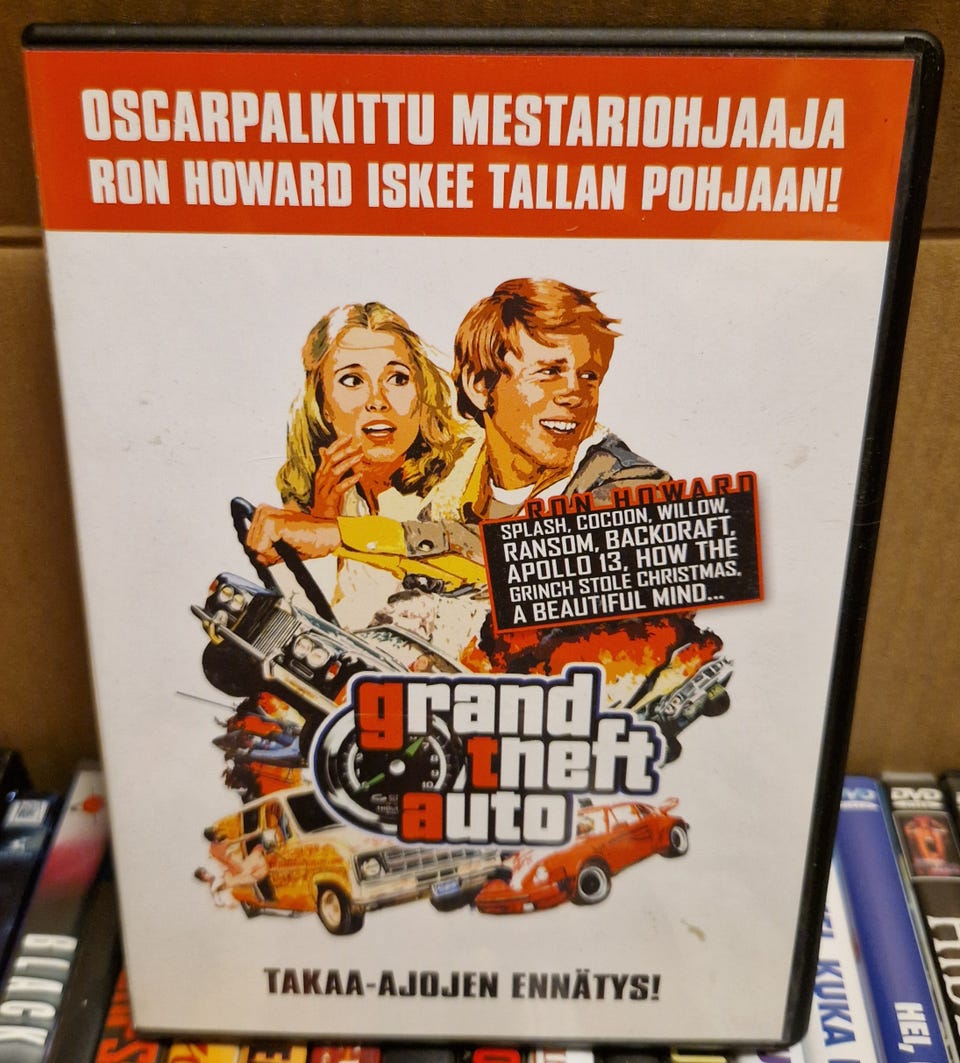 OSCARPALKITTU MESTARIOHJAAJA
RON HOWARD ISKEE TALLAN POHJAAN!
RON HOWARD
SPLASH, COCOON, WILLOW,
RANSOM, BACKDRAFT,
APOLLO 13, HOW THE
GRINCH STOLE CHRISTMAS,
A BEAUTIFUL MIND...
grand
theft
auto
TAKAA-AJOJEN ENNÄTYS!
BLACK
KUKA
HEI,
DVD